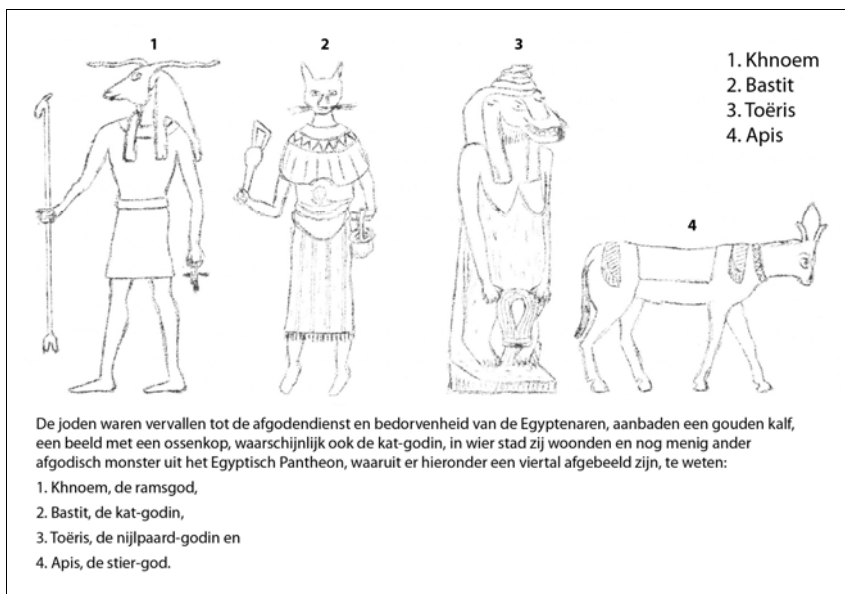 1
2
3
1. Khnoem
2. Bastit
3. Toëris
4. Apis
4
De joden waren vervallen tot de afgodendienst en bedorvenheid van de Egyptenaren, aanbaden een gouden kalf,
een beeld met een ossenkop, waarschijnlijk ook de kat-godin, in wier stad zij woonden en nog menig ander
afgodisch monster uit het Egyptisch Pantheon, waaruit er hieronder een viertal afgebeeld zijn, te weten:
1. Khnoem, de ramsgod,
2. Bastit, de kat-godin,
3. Toëris, de nijlpaard-godin en
4. Apis, de stier-god.